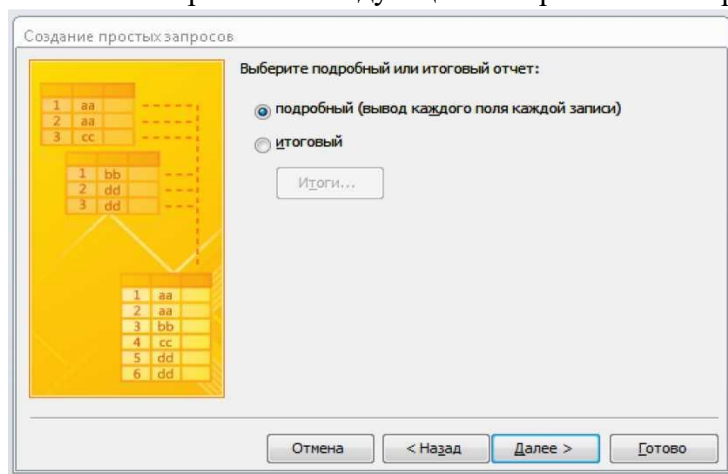 Создание простых запросов
Выберите подробный или итоговый отчет:
подробный (вывод каждого поля каждой записи)
итоговый
Итоги...
1 aa
2 aa
3 cc
1 bb
2 dd
3 dd
1 aa
2 aa
3 bb
4 cc
5 dd
6 dd
Отмена
< Назад
Далее >
Готово